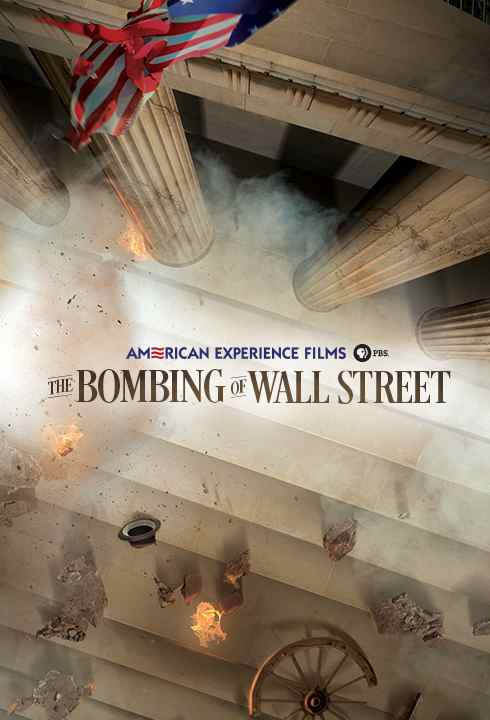 AMERICAN EXPERIENCE FILMS PBS.
THE BOMBING OF WALL STREET